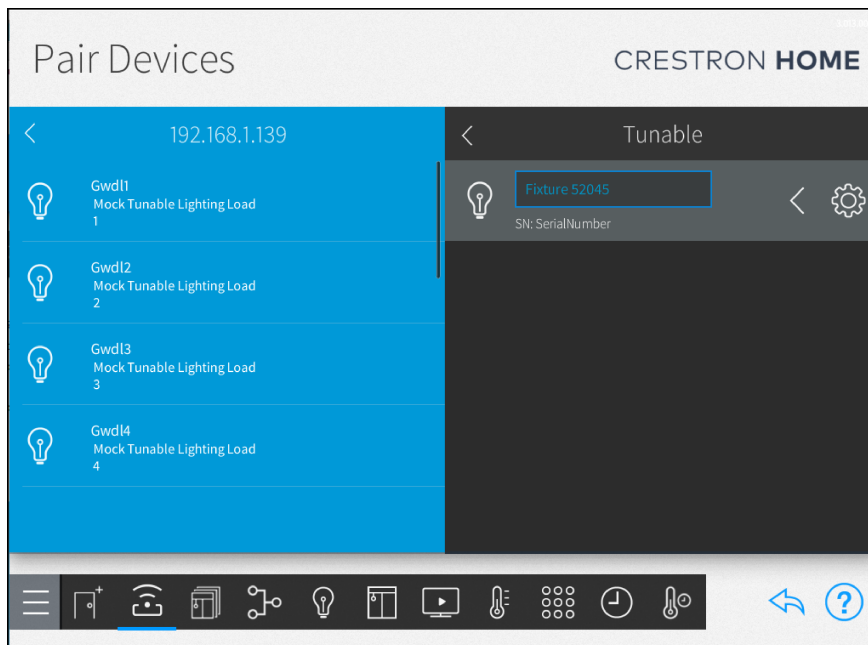 Pair Devices
CRESTRON HOME
192.168.1.139
Gwdl1
Mock Tunable Lighting Load
1
Gwdl2
Mock Tunable Lighting Load
2
Gwdl3
Mock Tunable Lighting Load
3
Gwdl4
Mock Tunable Lighting Load
4
Tunable
Fixture 52045
SN: SerialNumber
?